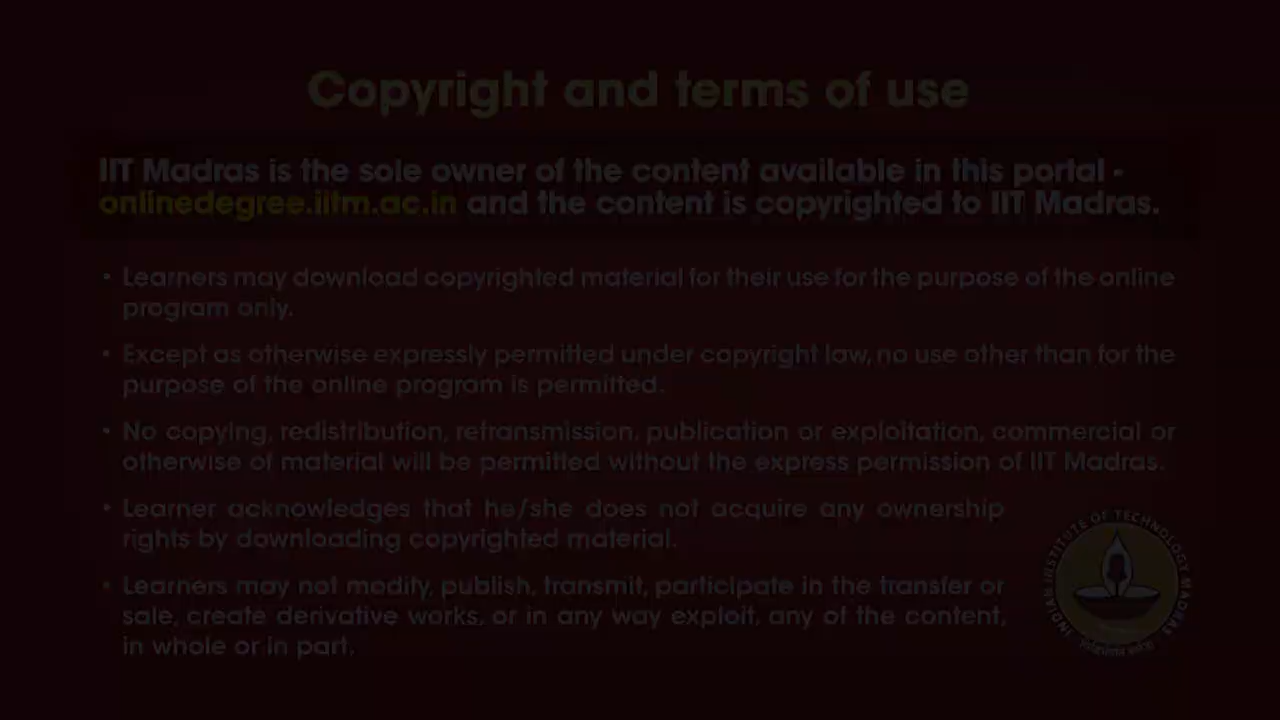 Copyright and terms of use
IIT Madras is the sole owner of the content available in this portal -
onlinedegree.iitm.ac.in and the content is copyrighted to IIT Madras.
• Learners may download copyrighted material for their use for the purpose of the online
program only.
• Except as otherwise expressly permitted under copyright law, no use other than for the
purpose of the online program is permitted.
• No copying, redistribution, retransmission, publication or exploitation, commercial or
otherwise of material will be permitted without the express permission of IIT Madras.
• Learner acknowledges that he/she does not acquire any ownership
rights by downloading copyrighted material.
• Learners may not modify, publish, transmit, participate in the transfer or
sale, create derivative works, or in any way exploit, any of the content,
in whole or in part.
INDIAN INSTITUTE OF TECHNOLOGY MADRAS